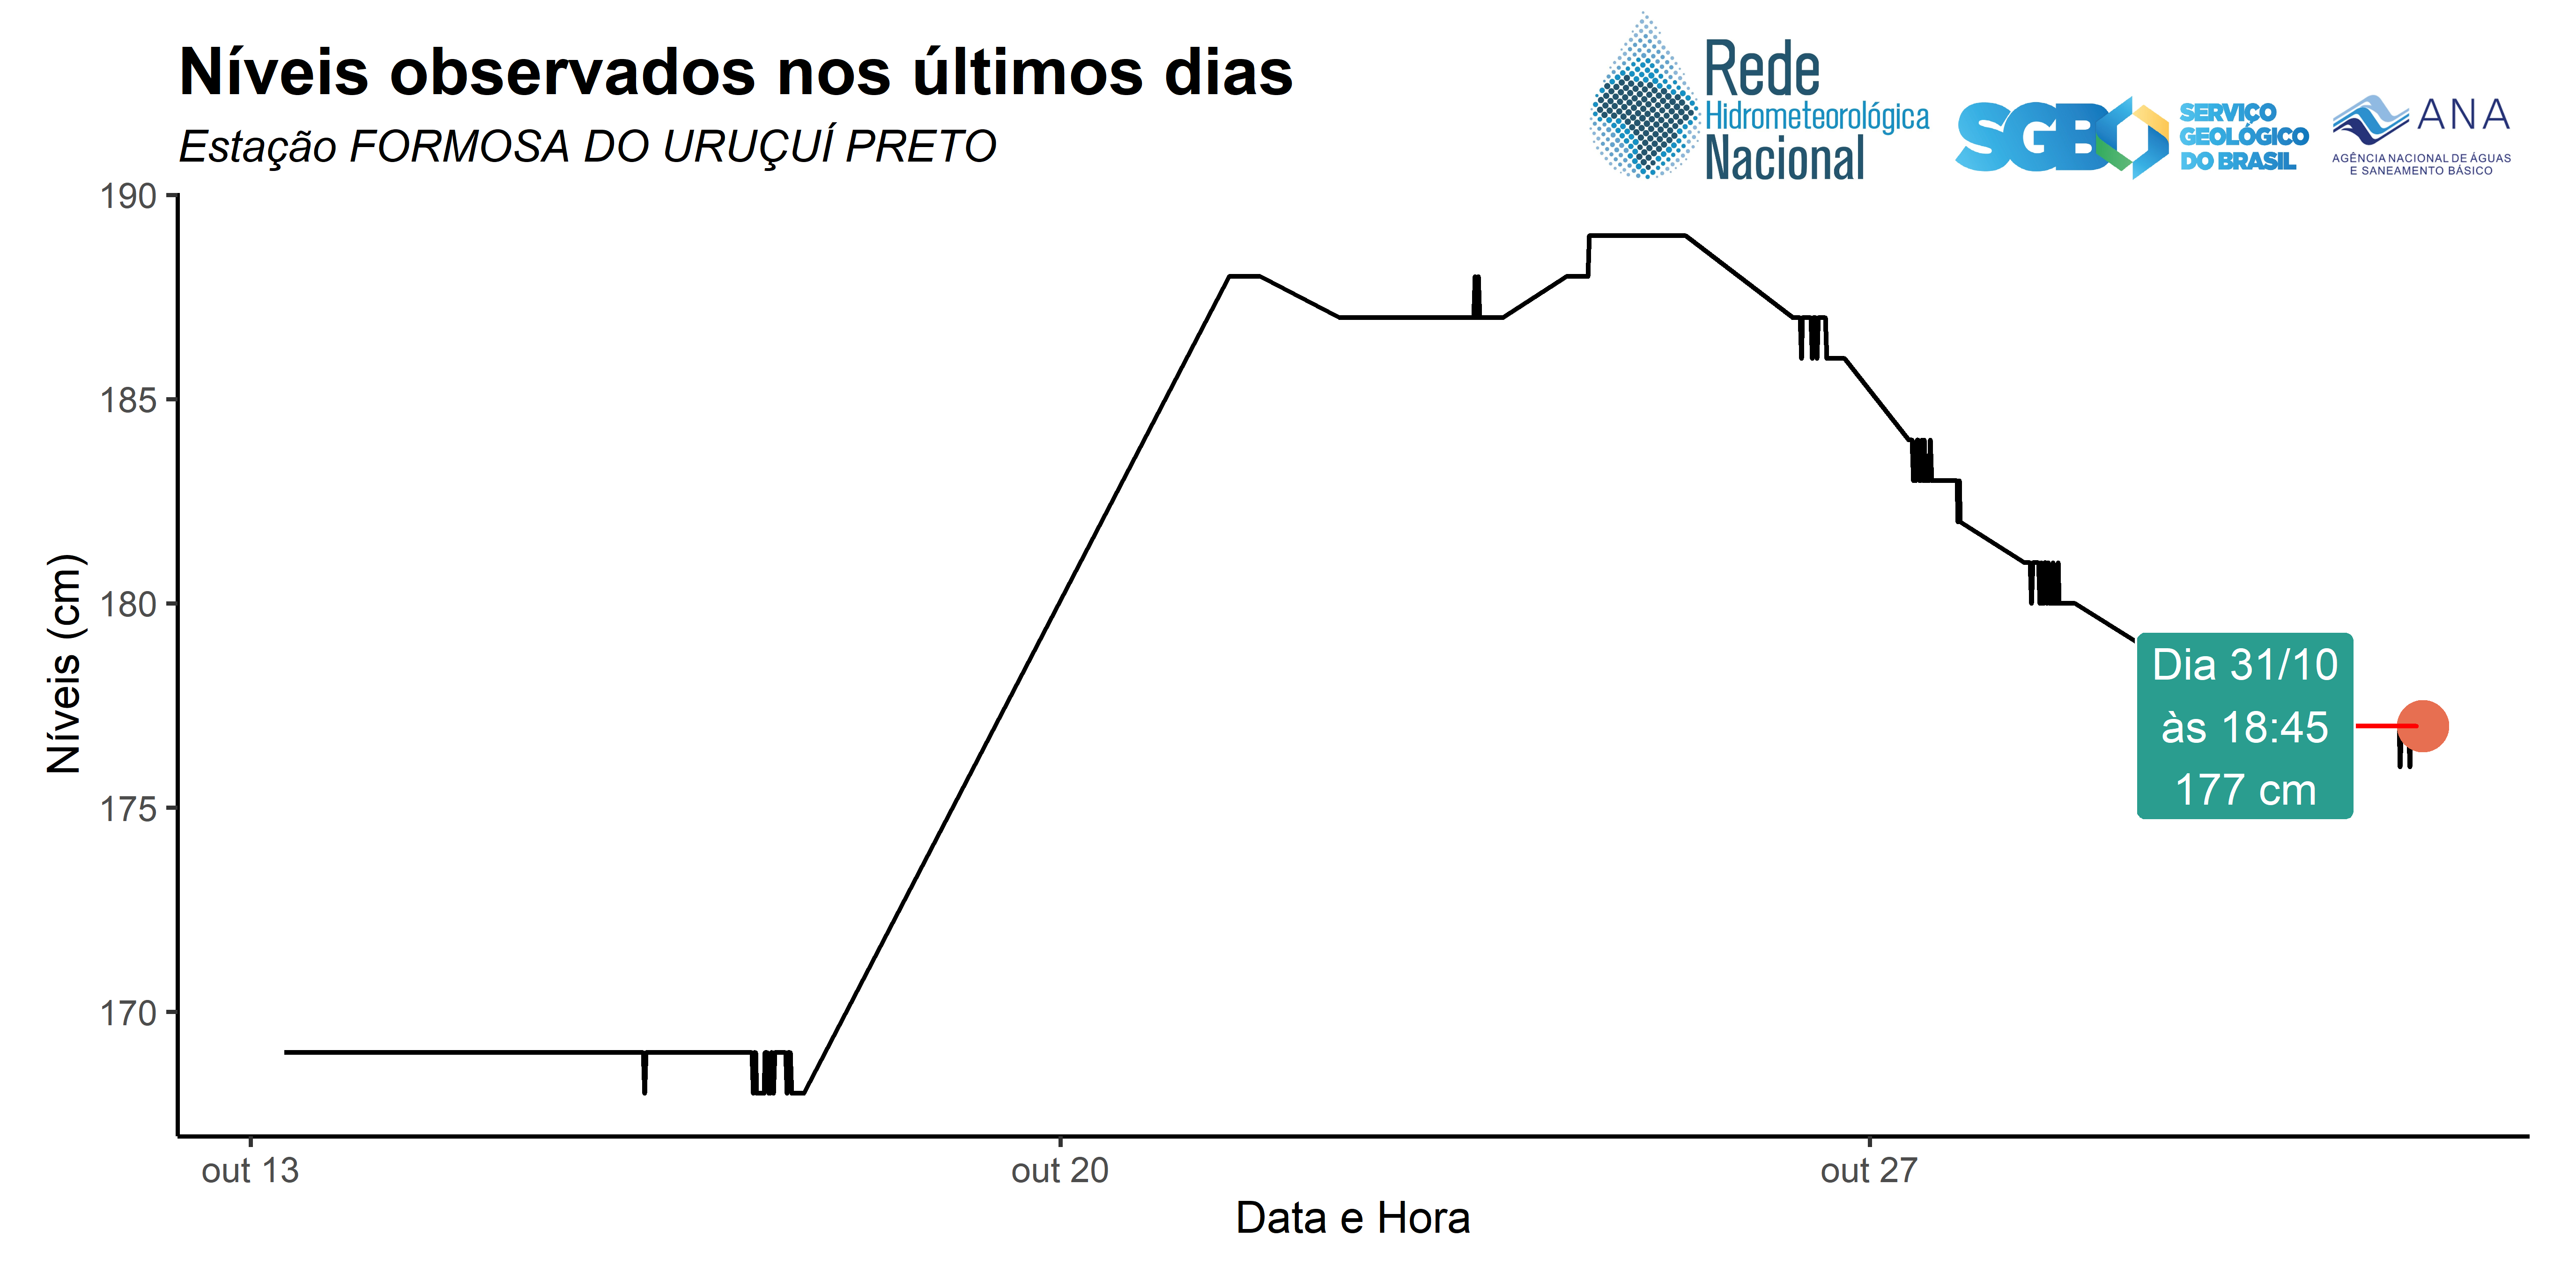 Níveis observados nos últimos dias
Estação FORMOSA DO URUÇUÍ PRETO
Rede
Hidrometeorológica
Nacional
SGB
SERVIÇO
GEOLÓGICO
DO BRASIL
ANA
AGÊNCIA NACIONAL DE ÁGUAS
E SANEAMENTO BÁSICO
190
185
180
175
170
Níveis (cm)
Dia 31/10
às 18:45
177 cm
out 13
out 20
out 27
Data e Hora